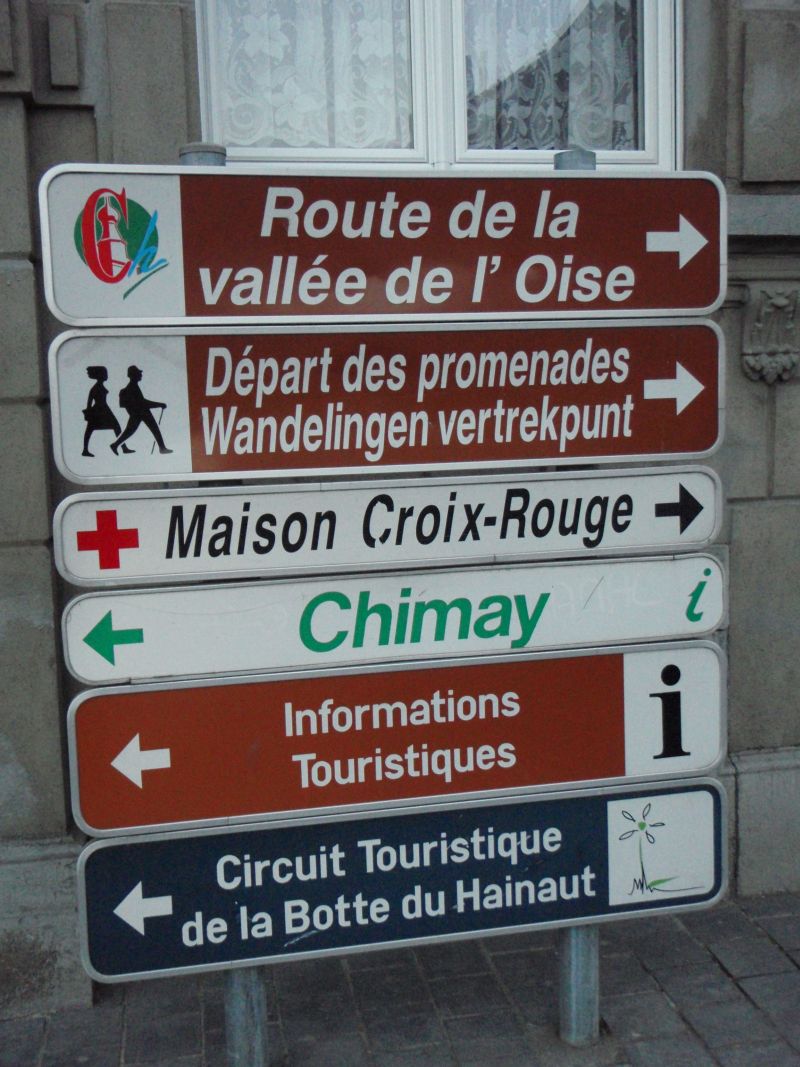 Ch
Route de la
vallée de l' Oise
Départ des promenades
Wandelingen vertrekpunt
Maison Croix-Rouge
Chimay i
Informations
Touristiques
i
Circuit Touristique
de la Botte du Hainaut